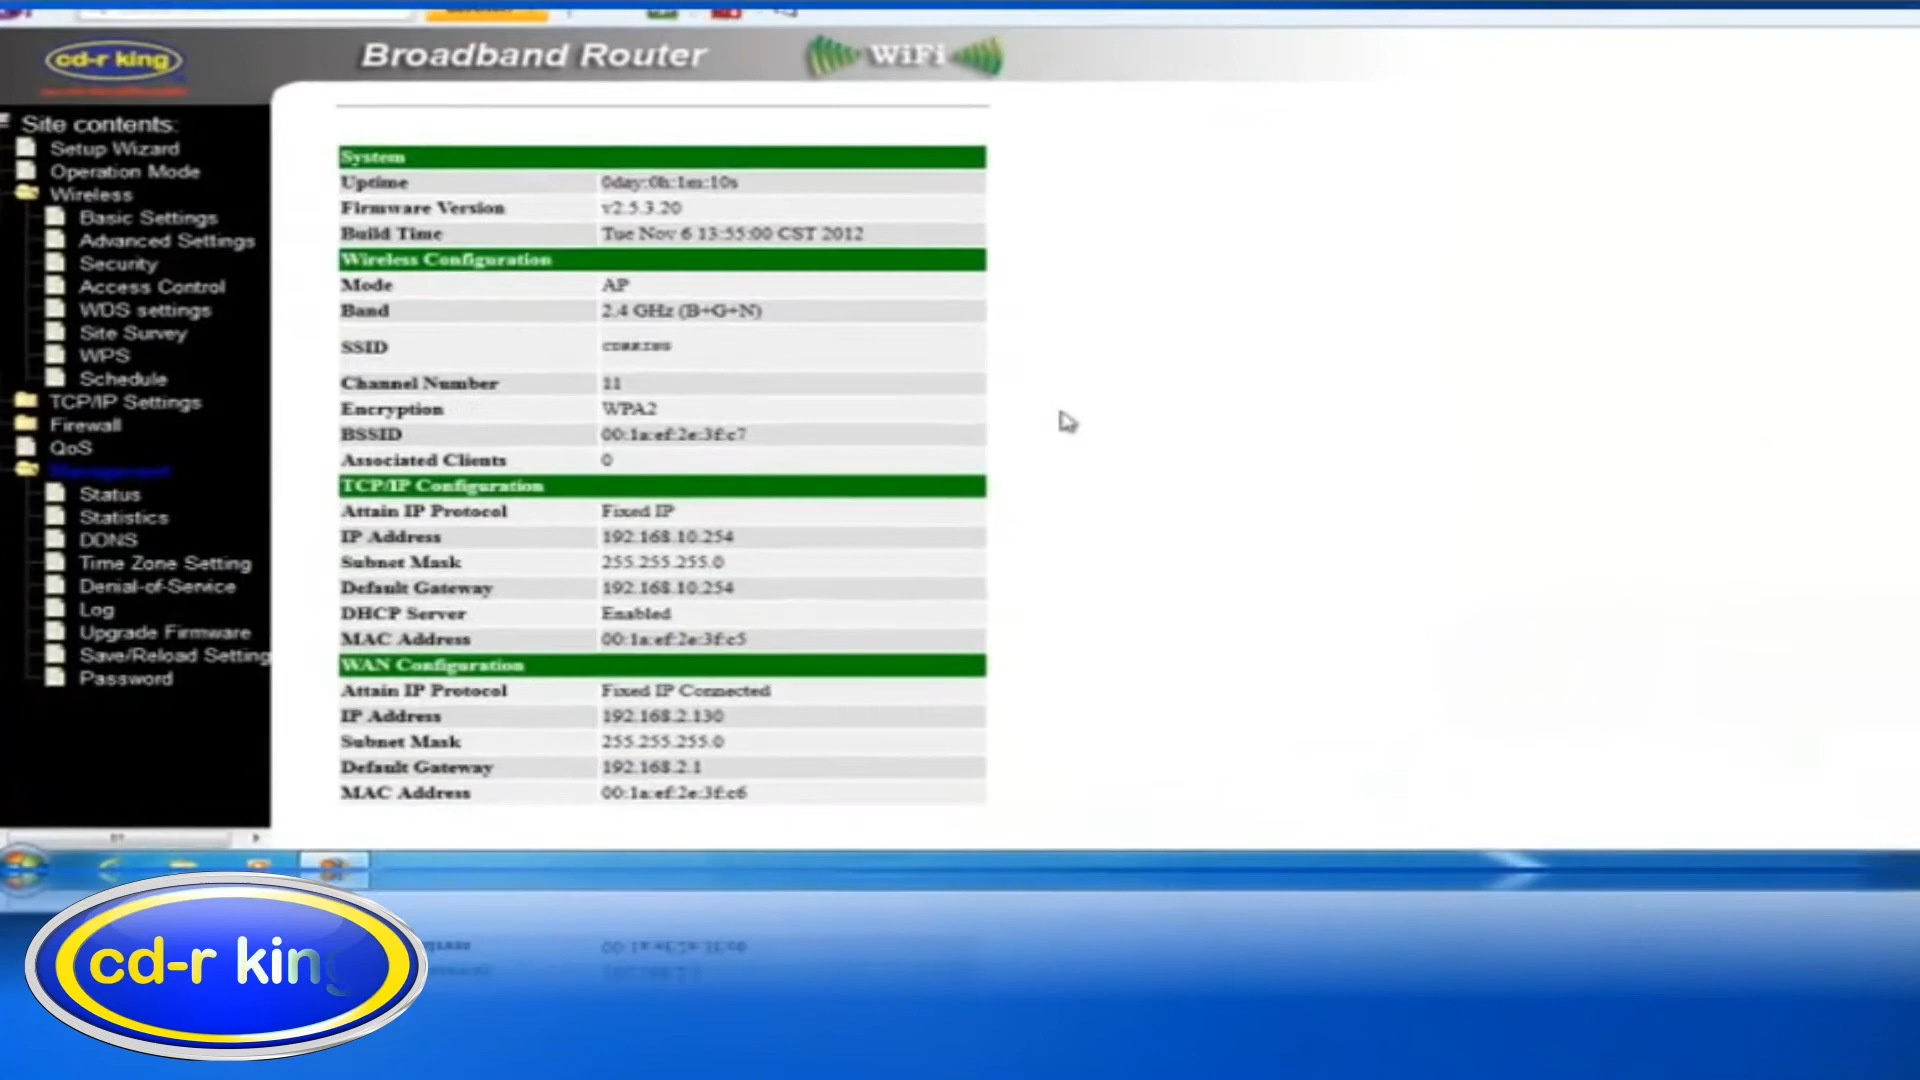 cd-r king
Broadband Router
WiFi
Site contents:
Setup Wizard
Operation Mode
Wireless
Basic Settings
Advanced Settings
Security
Access Control
WDS settings
Site Survey
WPS
Schedule
TCP/IP Settings
Firewall
QoS
Management
Status
Statistics
DDNS
Time Zone Setting
Denial-of-Service
Log
Upgrade Firmware
Save/Reload Setting
Password
System
Uptime 0day:0h:1m:10s
Firmware Version v2.5.3.20
Build Time Tue Nov 6 13:55:00 CST 2012
Wireless Configuration
Mode AP
Band 2.4 GHz (B+G+N)
SSID
Channel Number 11
Encryption WPA2
BSSID 00:1a:ef:2e:3f:c7
Associated Clients 0
TCP/IP Configuration
Attain IP Protocol Fixed IP
IP Address 192.168.10.254
Subnet Mask 255.255.255.0
Default Gateway 192.168.10.254
DHCP Server Enabled
MAC Address 00:1a:ef:2e:3f:c5
WAN Configuration
Attain IP Protocol Fixed IP Connected
IP Address 192.168.2.130
Subnet Mask 255.255.255.0
Default Gateway 192.168.2.1
MAC Address 00:1a:ef:2e:3f:c6
cd-r king